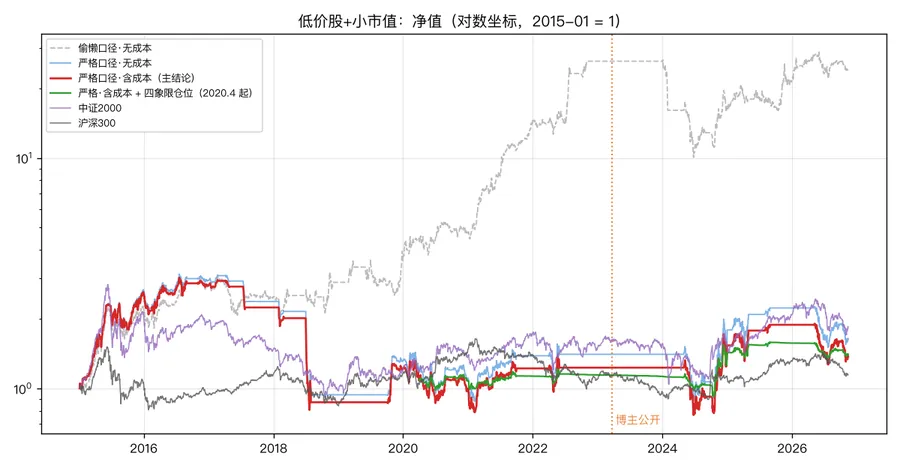 低价股+小市值：净值（对数坐标，2015-01 = 1）
偷懒口径·无成本
严格口径·无成本
严格口径·含成本（主结论）
严格·含成本 + 四象限仓位（2020.4 起）
中证2000
沪深300
10¹
10⁰
博主公开
2016
2018
2020
2022
2024
2026